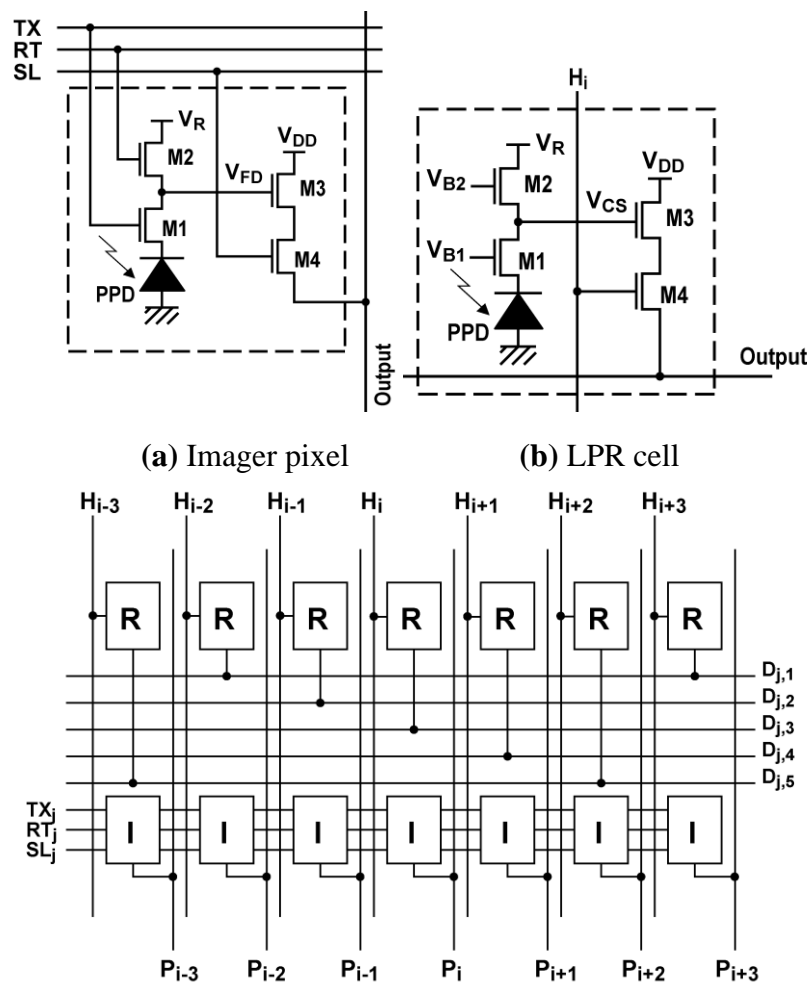 TX
RT
SL
V_R
M2
V_FD
V_DD
M3
M1
M4
PPD
Output
H_i
V_R
V_B2
M2
V_CS
V_DD
M3
V_B1
M1
M4
PPD
Output
(a) Imager pixel
(b) LPR cell
H_i-3 H_i-2 H_i-1 H_i H_i+1 H_i+2 H_i+3
R R R R R R R
D_j,1
D_j,2
D_j,3
D_j,4
D_j,5
TX_j
RT_j
SL_j
I I I I I I I
P_i-3 P_i-2 P_i-1 P_i P_i+1 P_i+2 P_i+3